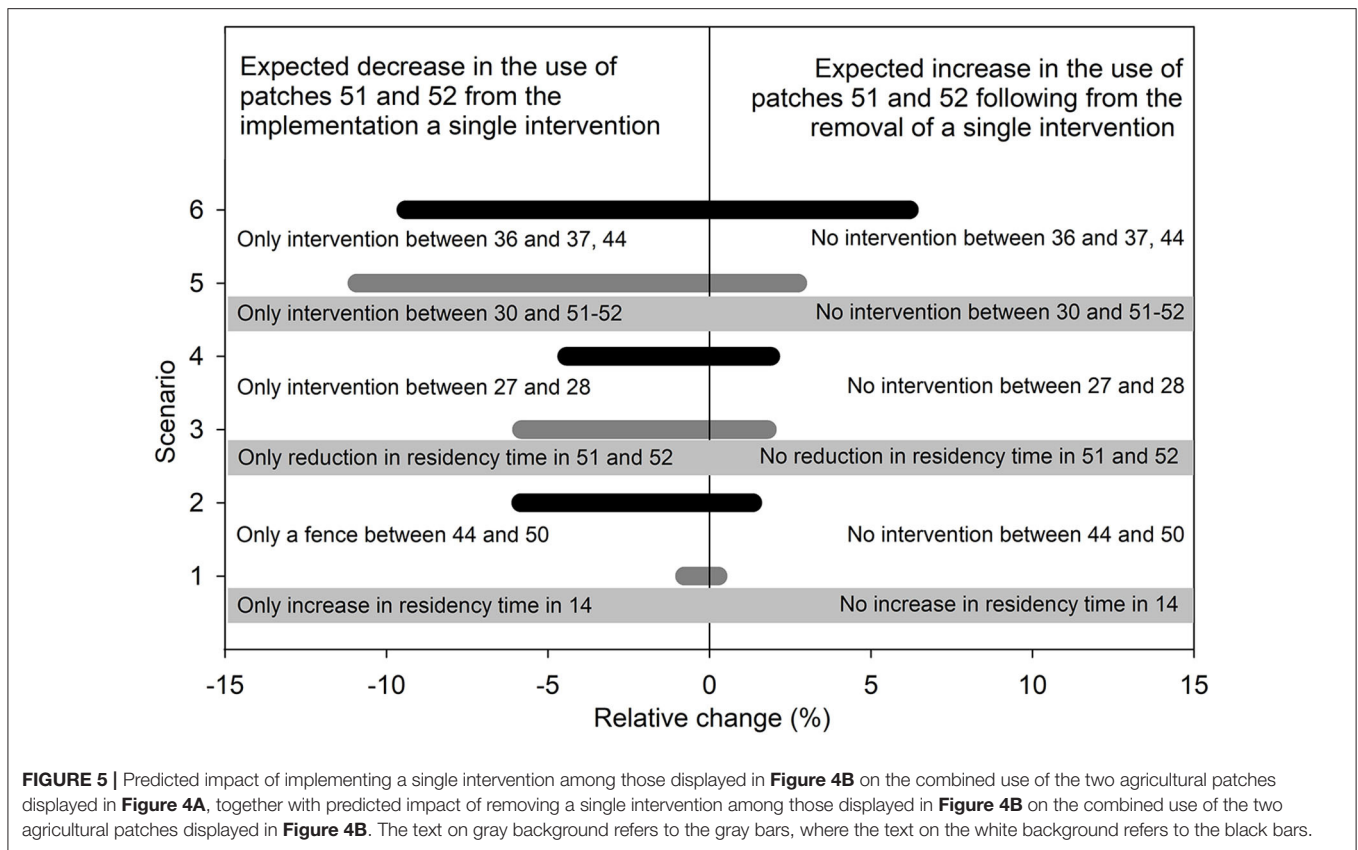 Expected decrease in the use of
patches 51 and 52 from the
implementation a single intervention
Expected increase in the use of
patches 51 and 52 following from the
removal of a single intervention
Scenario
6
Only intervention between 36 and 37, 44
No intervention between 36 and 37, 44
5
Only intervention between 30 and 51-52
No intervention between 30 and 51-52
4
Only intervention between 27 and 28
No intervention between 27 and 28
3
Only reduction in residency time in 51 and 52
No reduction in residency time in 51 and 52
2
Only a fence between 44 and 50
No intervention between 44 and 50
1
Only increase in residency time in 14
No increase in residency time in 14
-15 -10 -5 0 5 10 15
Relative change (%)
FIGURE 5 | Predicted impact of implementing a single intervention among those displayed in Figure 4B on the combined use of the two agricultural patches
displayed in Figure 4A, together with predicted impact of removing a single intervention among those displayed in Figure 4B on the combined use of the two
agricultural patches displayed in Figure 4B. The text on gray background refers to the gray bars, where the text on the white background refers to the black bars.